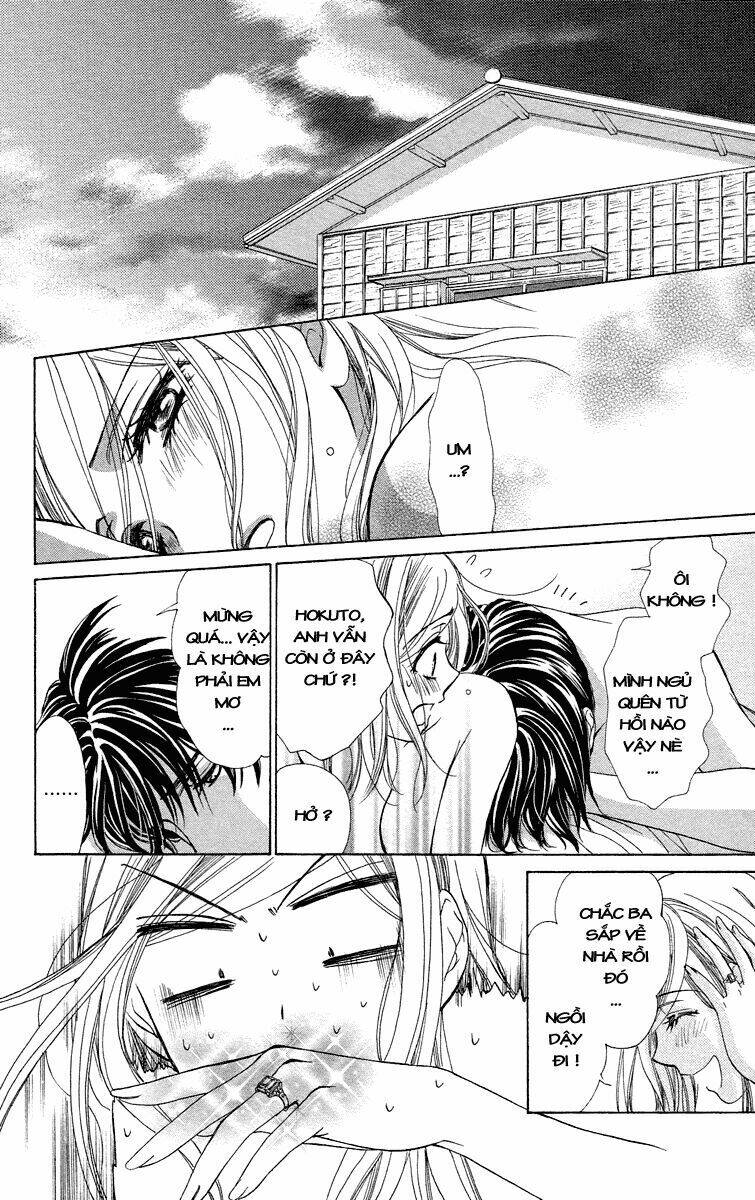 UM
...?
ÔI
KHÔNG !
MÌNH NGỦ
QUÊN TỪ
HỒI NÀO
VẬY NÈ
...
HOKUTO,
ANH VẪN
CÒN Ở ĐÂY
CHỨ ?!
HỞ ?
MỪNG
QUÁ... VẬY
LÀ KHÔNG
PHẢI EM
MƠ
...
......
CHẮC BA
SẮP VỀ
NHÀ RỒI
ĐÓ
...
NGỒI
DẬY
ĐI !